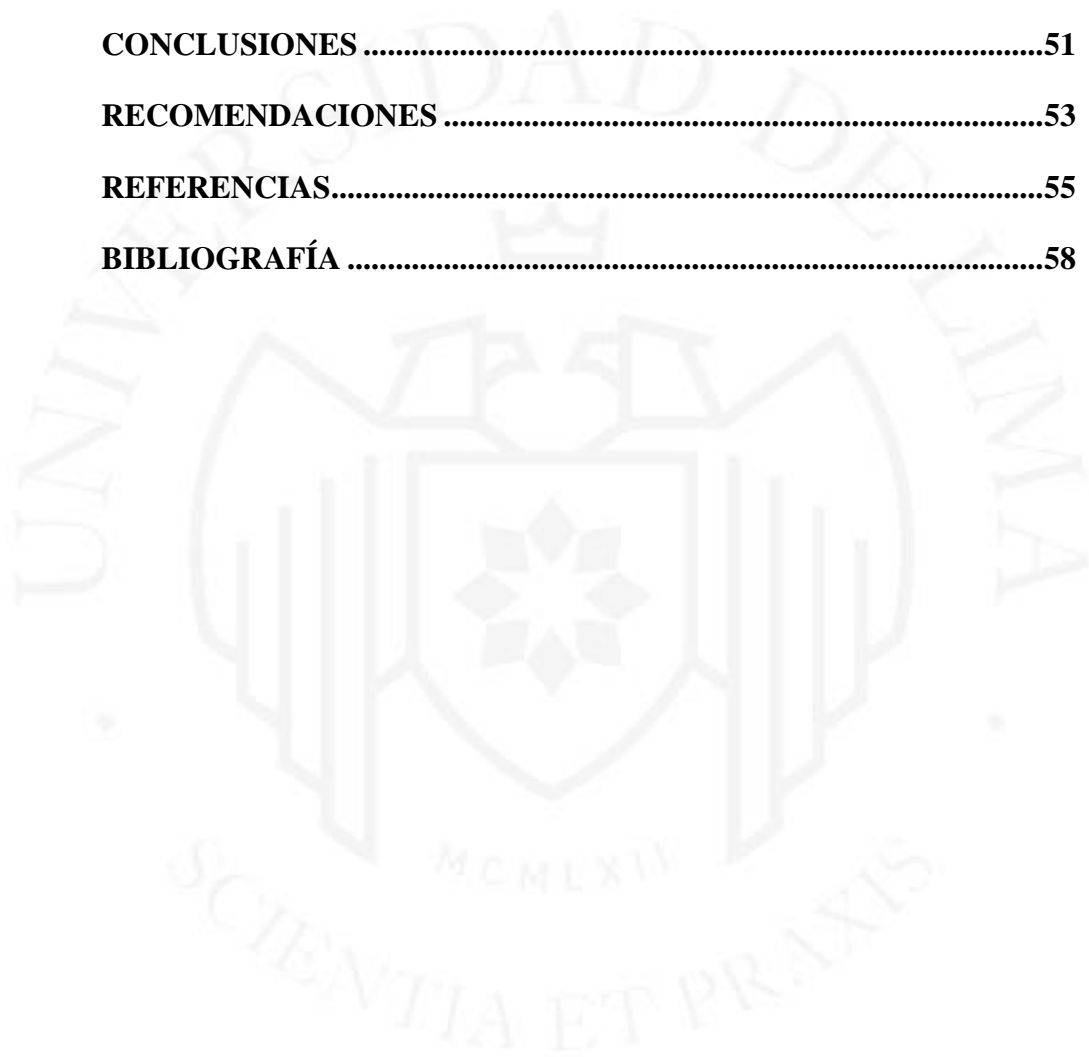 CONCLUSIONES ......................................................................................51
RECOMENDACIONES ...........................................................................53
REFERENCIAS.........................................................................................55
BIBLIOGRAFÍA .......................................................................................58
UNIVERSIDAD DE LIMA
MCMLXII
SCIENTIA ET PRAXIS